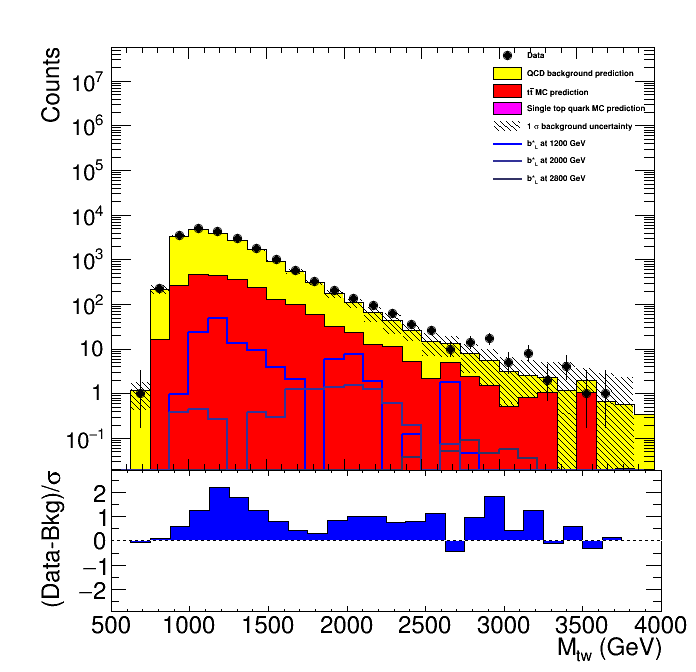 Counts
10⁷
10⁶
10⁵
10⁴
10³
10²
10
1
10⁻¹
Data
QCD background prediction
tt̄ MC prediction
Single top quark MC prediction
1 σ background uncertainty
b*L at 1200 GeV
b*L at 2000 GeV
b*L at 2800 GeV
(Data-Bkg)/σ
2
1
0
−1
−2
500 1000 1500 2000 2500 3000 3500 4000
Mtw (GeV)